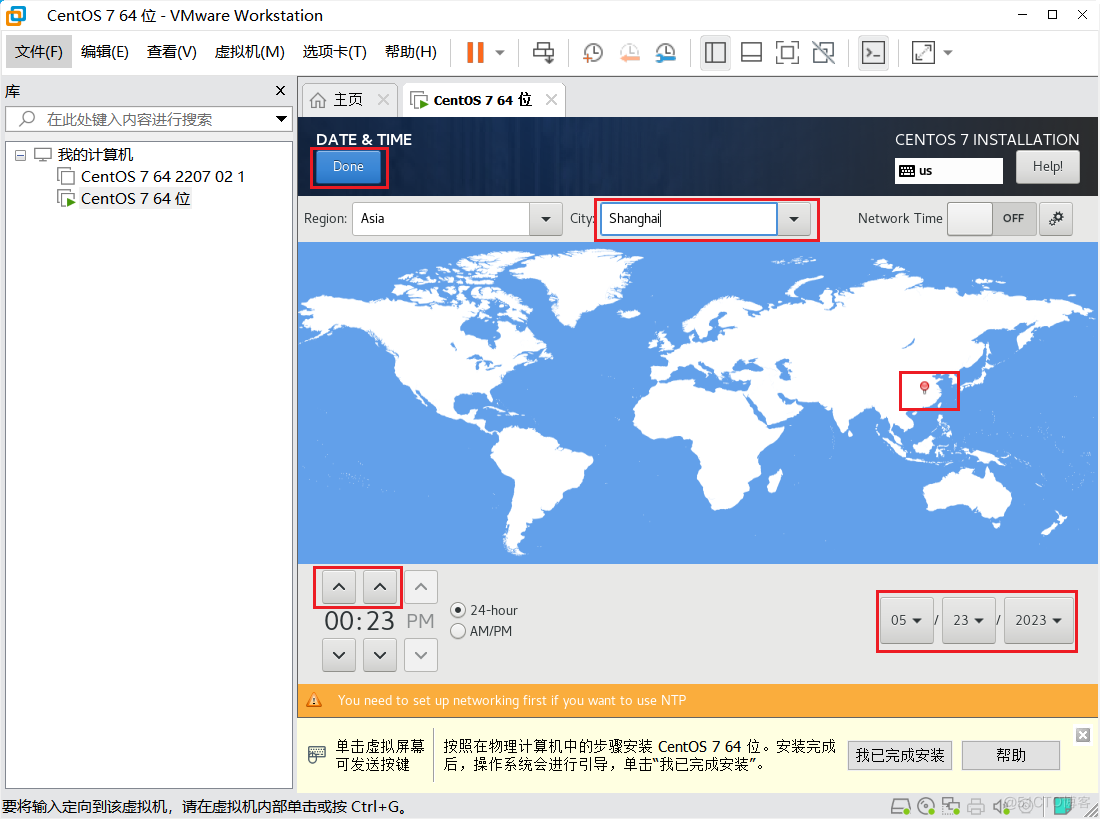 CentOS 7 64 位 - VMware Workstation
文件(F) 编辑(E) 查看(V) 虚拟机(M) 选项卡(T) 帮助(H)
库
在此处键入内容进行搜索
我的计算机
CentOS 7 64 2207 02 1
CentOS 7 64 位
主页 CentOS 7 64 位
DATE & TIME CENTOS 7 INSTALLATION
Done us Help!
Region: Asia City: Shanghai Network Time OFF
00:23 PM
24-hour
AM/PM
05 / 23 / 2023
You need to set up networking first if you want to use NTP
单击虚拟屏幕
可发送按键
按照在物理计算机中的步骤安装 CentOS 7 64 位。安装完成
后，操作系统会进行引导，单击“我已完成安装”。
我已完成安装 帮助
要将输入定向到该虚拟机，请在虚拟机内部单击或按 Ctrl+G。
@51CTO博客